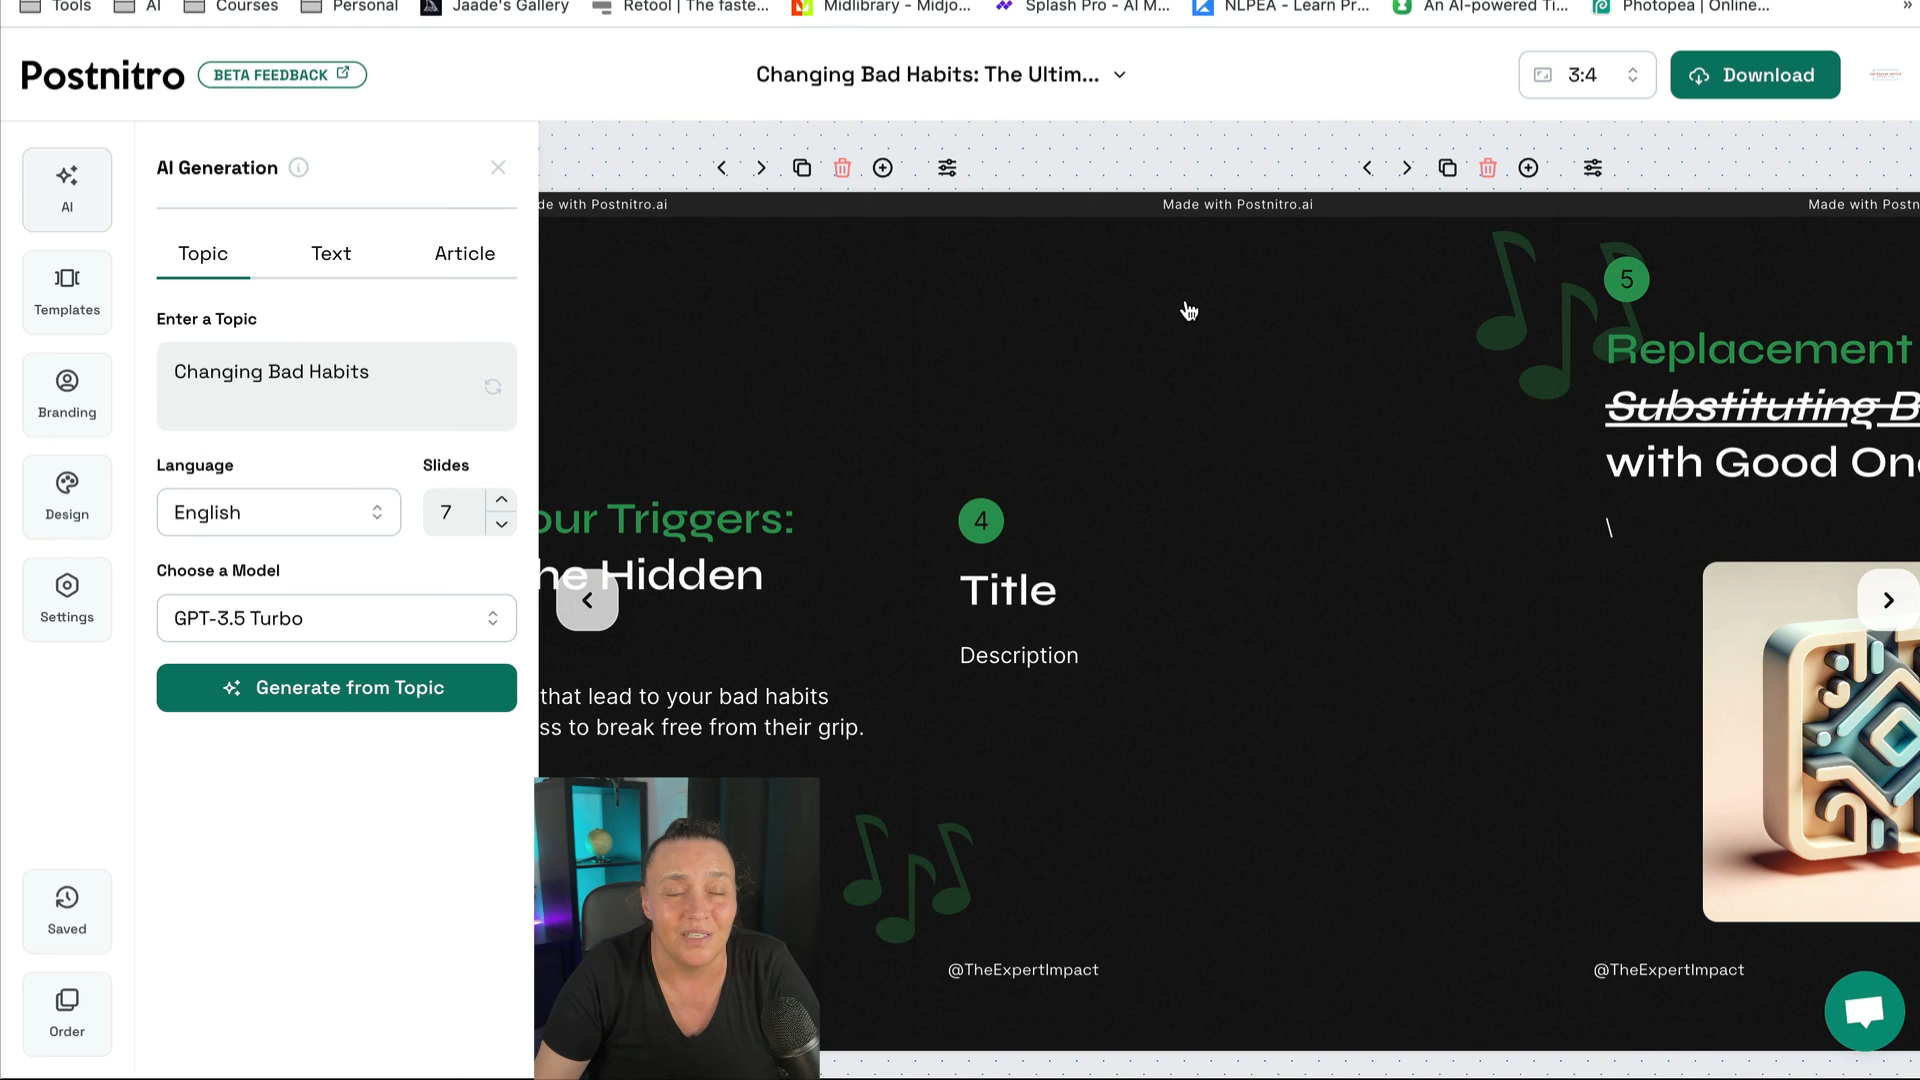 Tools
AI
Courses
Personal
Jaade's Gallery
Retool | The faste...
Midlibrary - Midjo...
Splash Pro - AI M...
NLPEA - Learn Pr...
An AI-powered Ti...
Photopea | Online...
»
Postnitro
BETA FEEDBACK
Changing Bad Habits: The Ultim...
3:4
Download
AI
Templates
Branding
Design
Settings
Saved
Order
AI Generation
Topic
Text
Article
Enter a Topic
Changing Bad Habits
Language
Slides
English
7
Choose a Model
GPT-3.5 Turbo
Generate from Topic
de with Postnitro.ai
our Triggers:
he Hidden
that lead to your bad habits
ss to break free from their grip.
Made with Postnitro.ai
4
Title
Description
@TheExpertImpact
Made with Postn
5
Replacement
Substituting B
with Good One
\
@TheExpertImpact